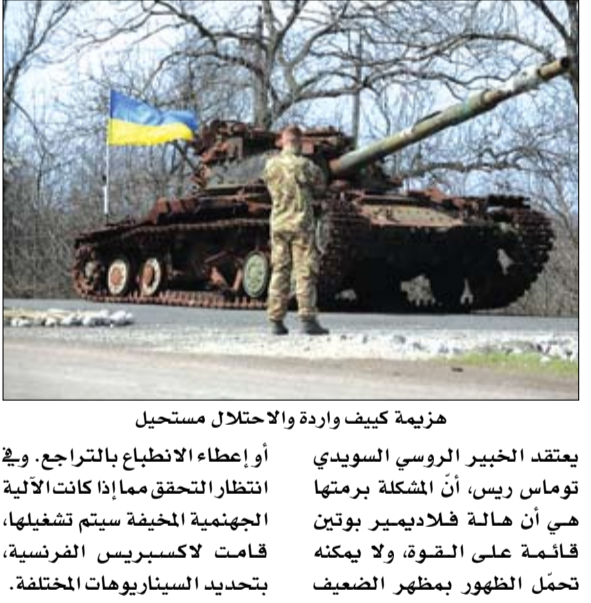 هزيمة كييف واردة والاحتلال مستحيل
يعتقد الخبير الروسي السويدي
توماس ريس، أنّ المشكلة برمتها
هي أن هالة فلاديمير بوتين
قائمة على القوة، ولا يمكنه
تحمّل الظهور بمظهر الضعيف
أو إعطاء الانطباع بالتراجع. وفي
انتظار التحقق مما إذا كانت الآلية
الجهنمية المخيفة سيتم تشغيلها،
قامت لاكسبريس الفرنسية،
بتحديد السيناريوهات المختلفة.